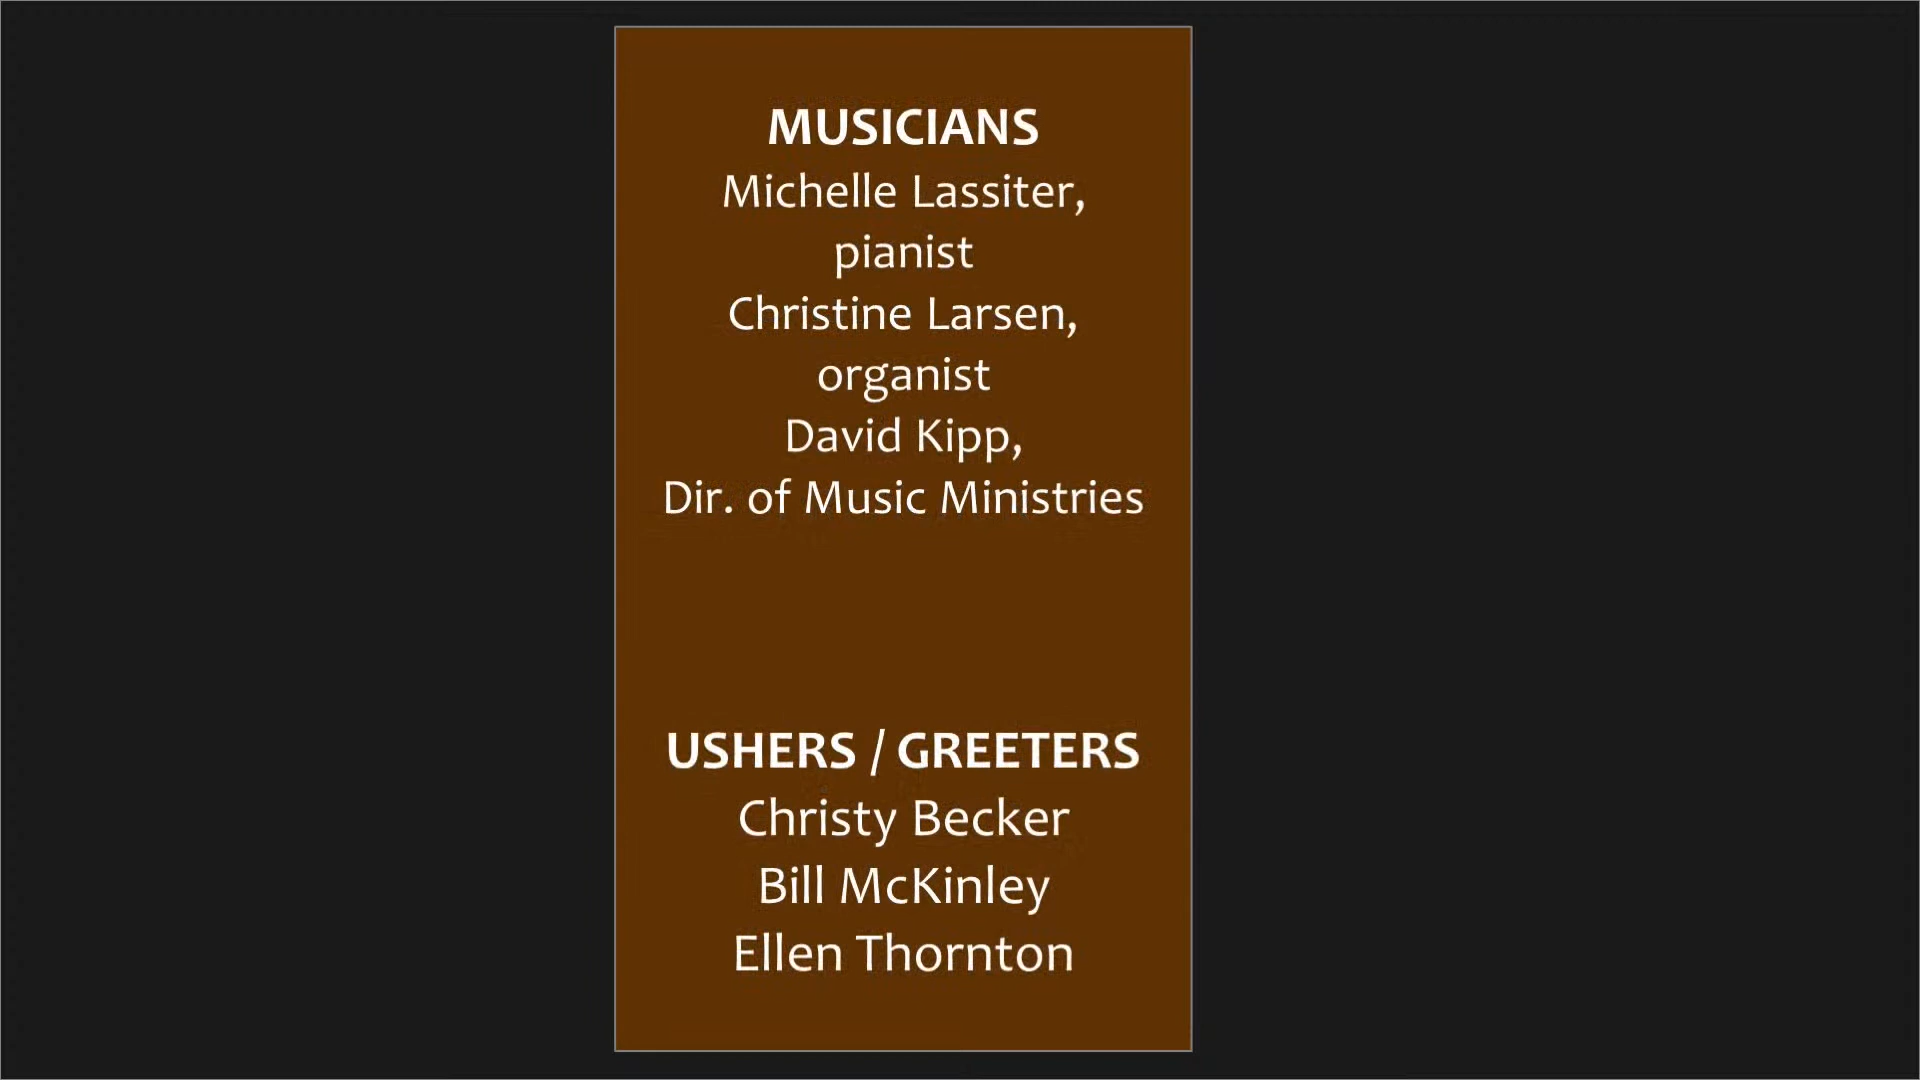 MUSICIANS
Michelle Lassiter,
pianist
Christine Larsen,
organist
David Kipp,
Dir. of Music Ministries
USHERS / GREETERS
Christy Becker
Bill McKinley
Ellen Thornton